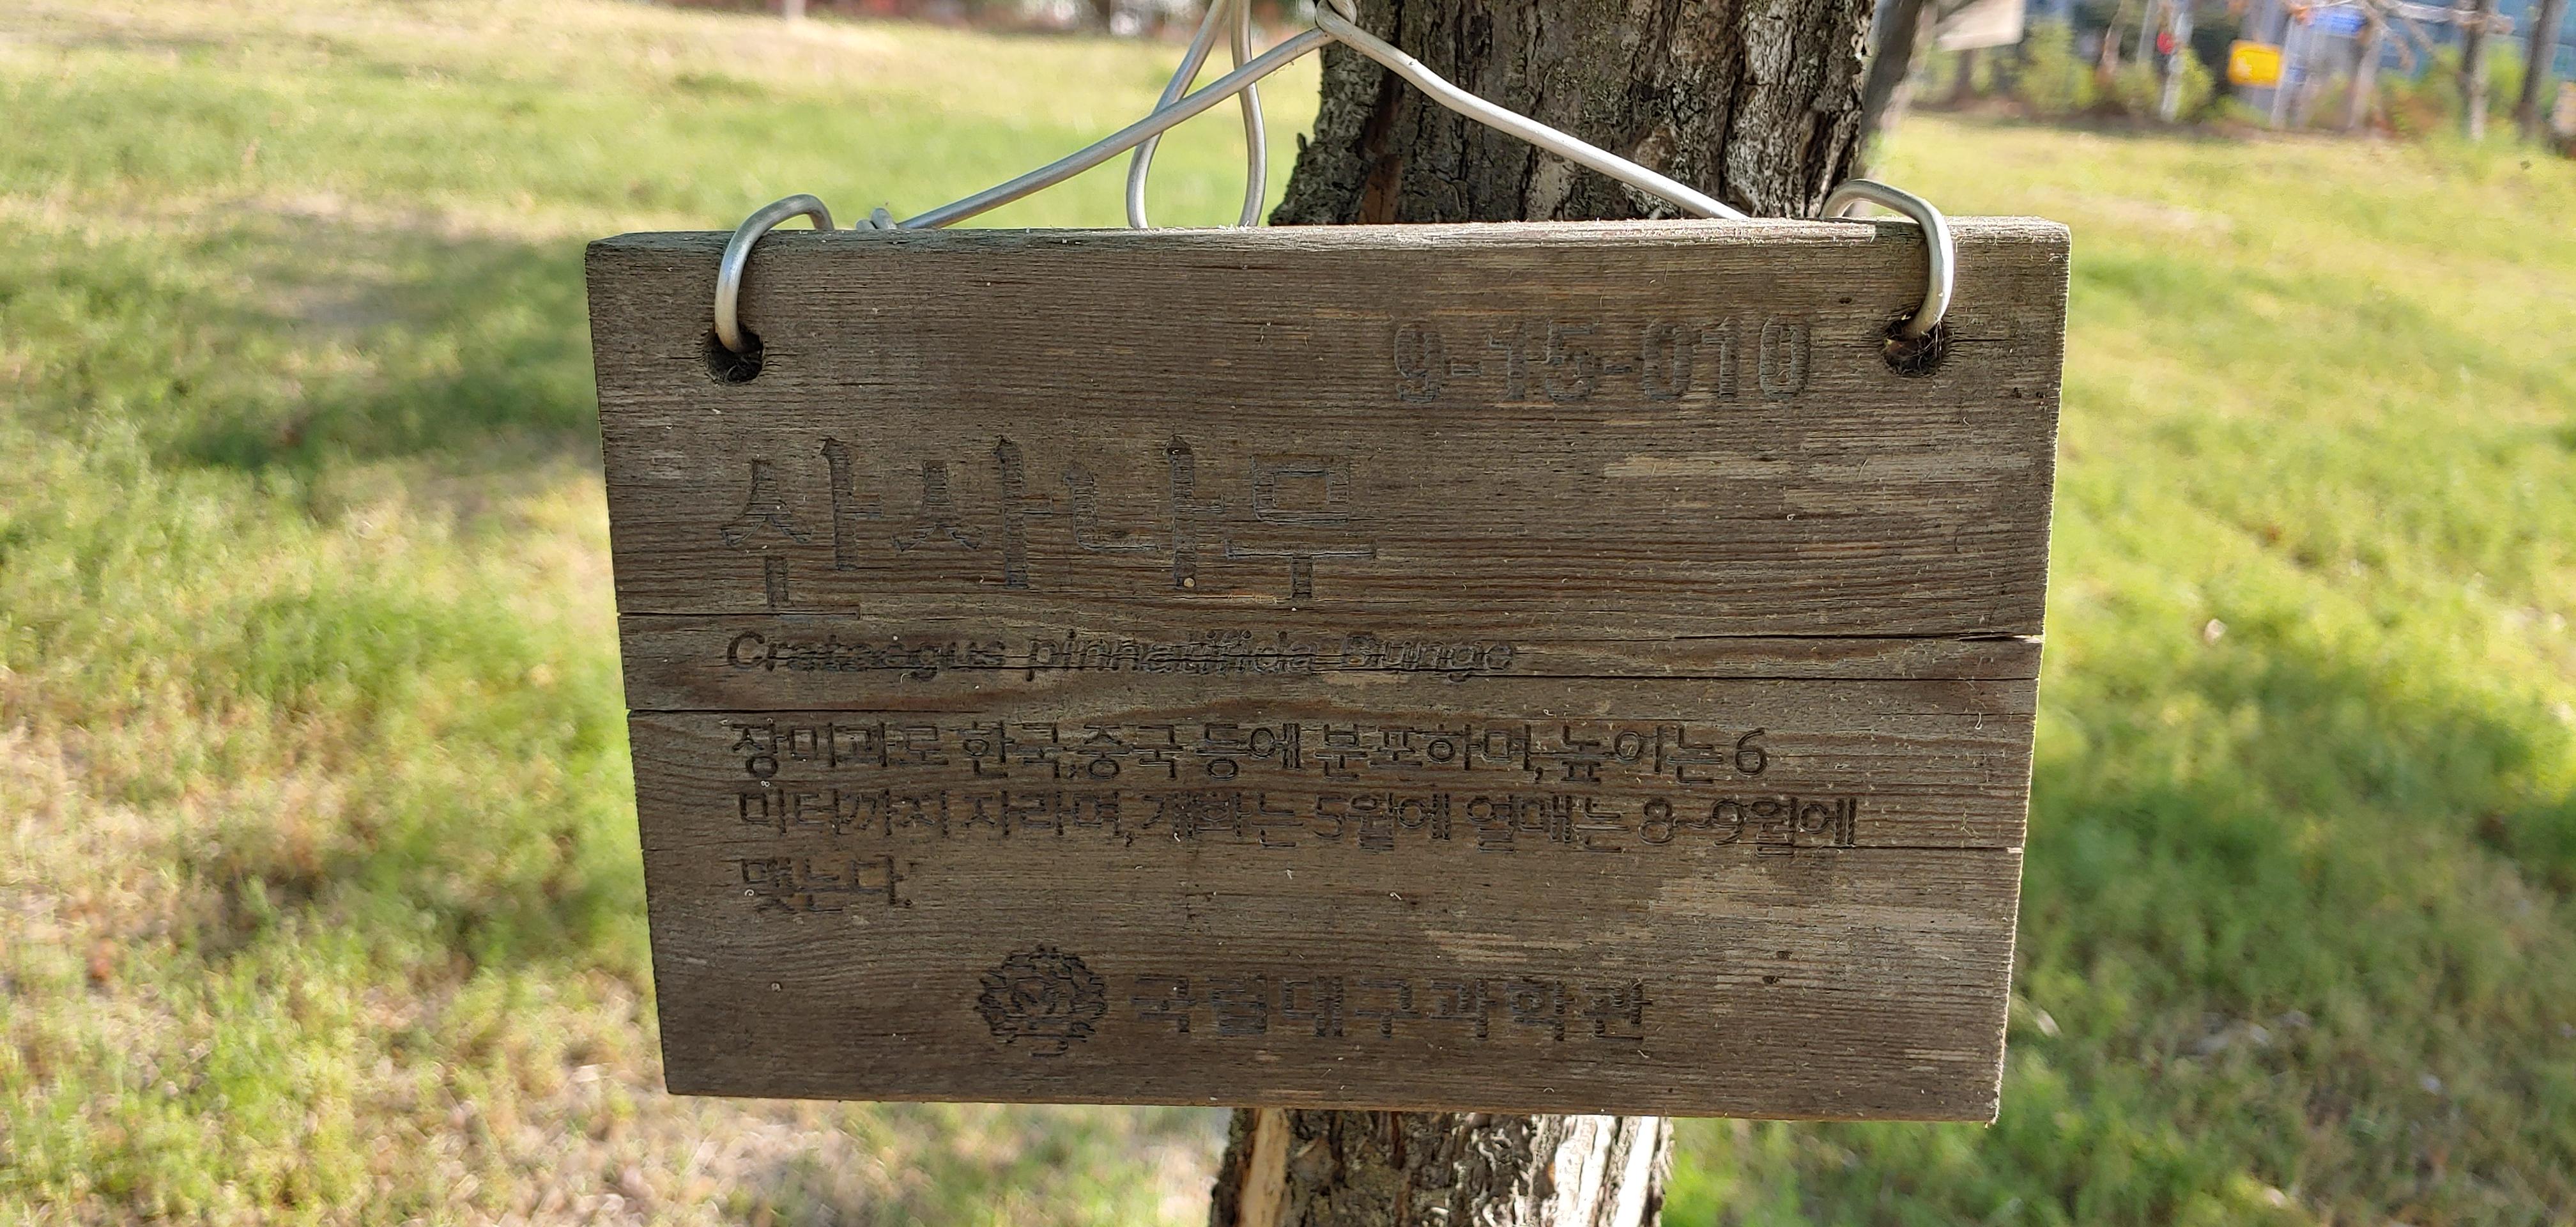 9-15-010
산사나무
Crataegus pinnatifida Bunge
장미과로 한국,중국 등에 분포하며, 높이는 6
미터까지 자라며, 개화는 5월에 열매는 8~9월에
맺는다.
국립대구과학관